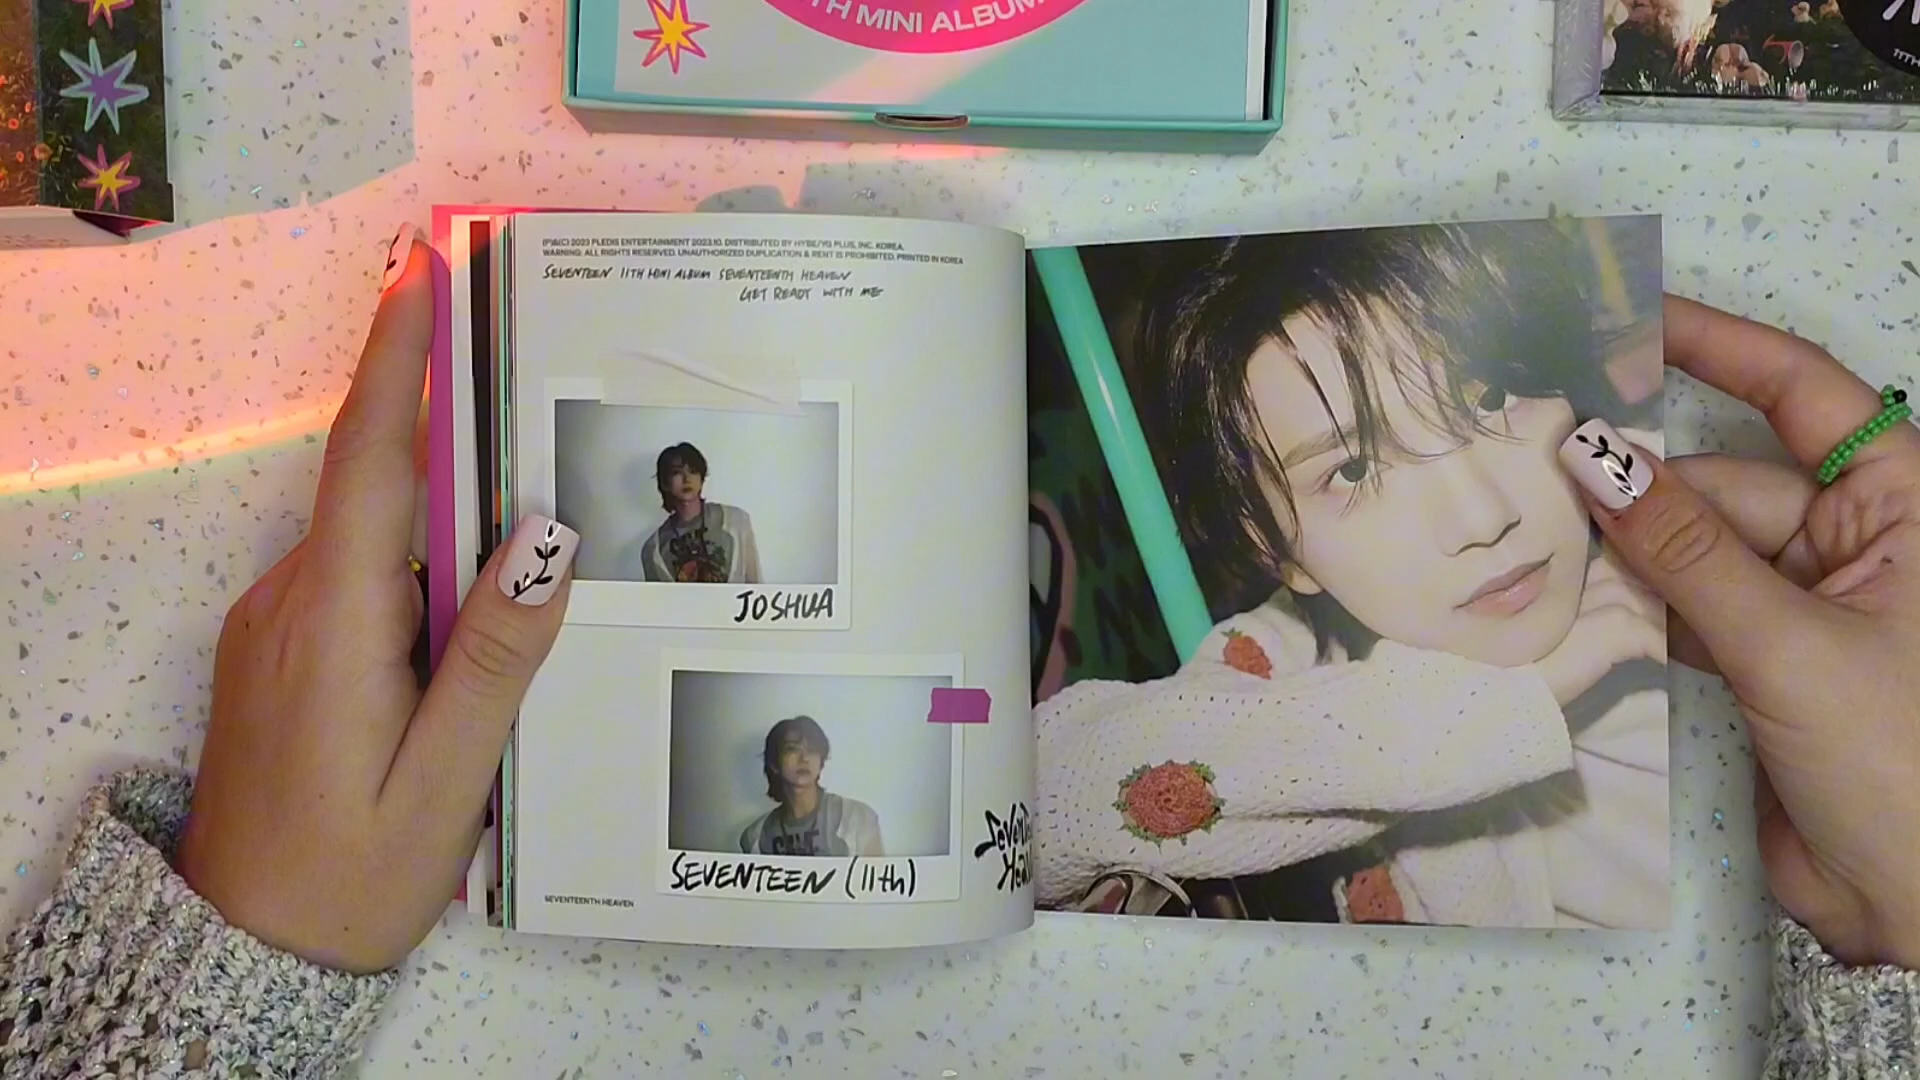 TH MINI ALBUM
11TH
(P)&(C) 2023 PLEDIS ENTERTAINMENT 2023.10. DISTRIBUTED BY HYBE/YG PLUS, INC. KOREA.
WARNING: ALL RIGHTS RESERVED. UNAUTHORIZED DUPLICATION & RENT IS PROHIBITED. PRINTED IN KOREA
SEVENTEEN 11TH MINI ALBUM SEVENTEENTH HEAVEN
GET READY WITH ME
JOSHUA
SEVENTEEN (11th)
SEVENTEENTH HEAVEN